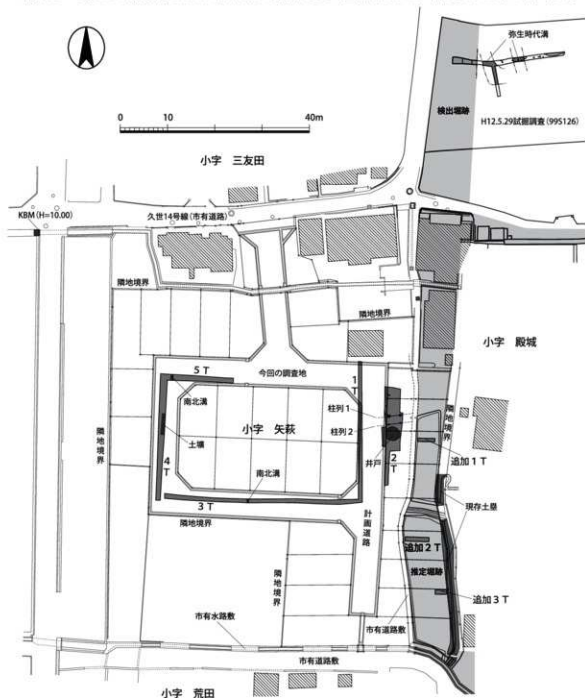 弥生時代溝
検出堀跡
H12.5.29試掘調査(99S126)
0 10 40m
小字 三友田
KBM(H=10.00)
久世14号線(市有道路)
隣地境界
隣地境界
小字 殿城
5T
今回の調査地
1T
南北溝
柱列1
小字 矢萩
柱列2
土壙
井戸
2T
隣地境界
隣地境界
追加1T
4T
南北溝
3T
隣地境界
現存土塁
計画道路
追加2T
推定堀跡
隣地境界
追加3T
市有水路敷
市有道路敷
市有道路敷
小字 荒田